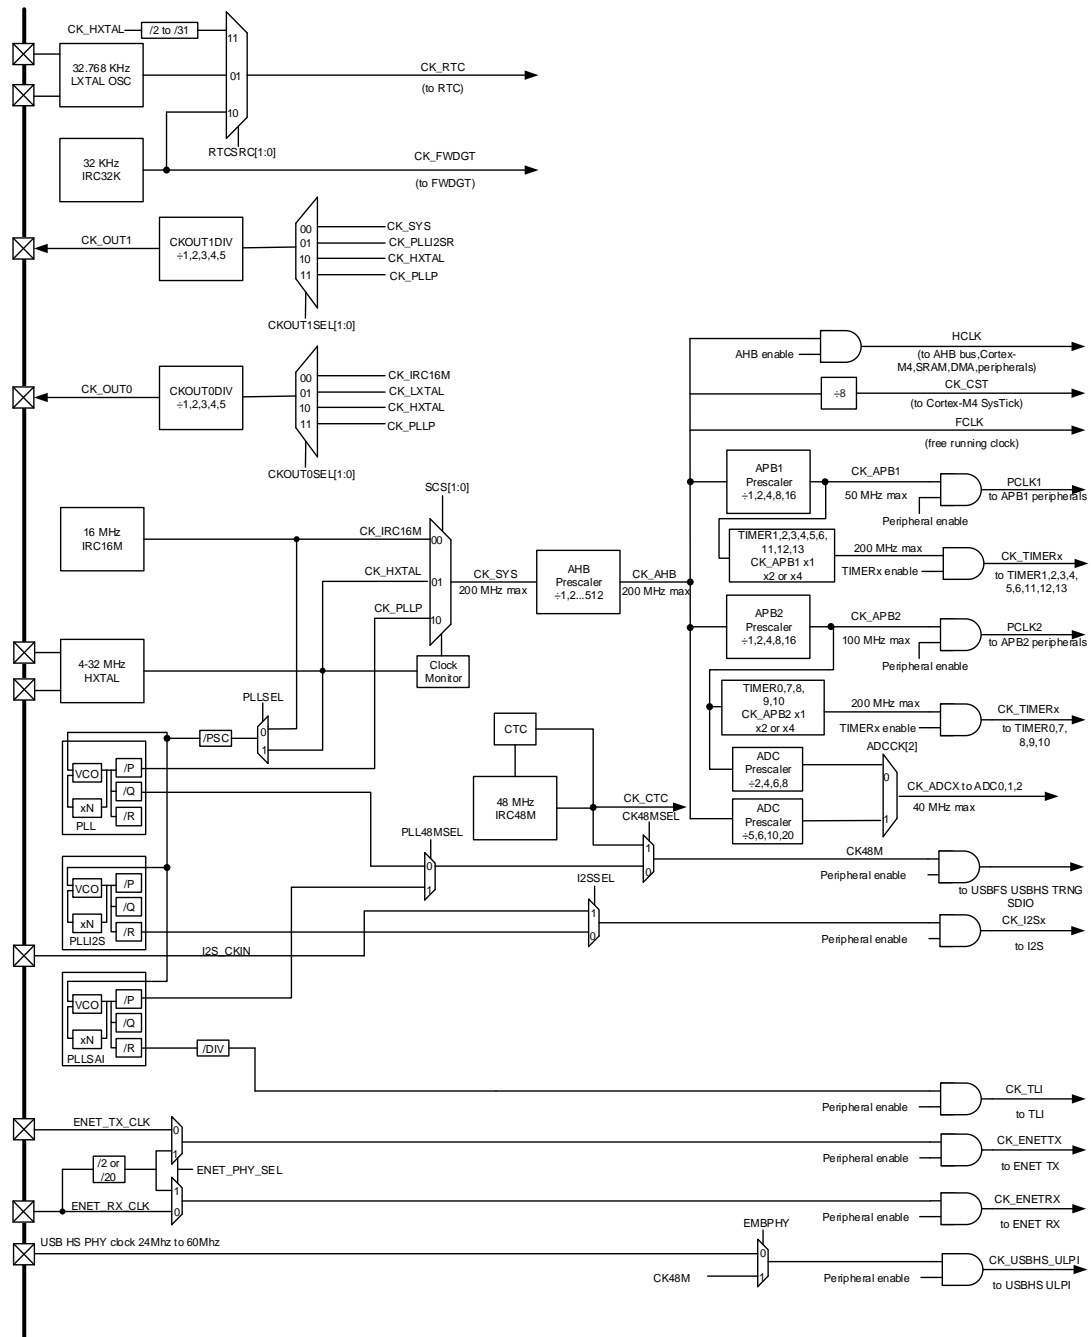 CK_HXTAL
/2 to /31
11
32.768 KHz
LXTAL OSC
01
CK_RTC
(to RTC)
10
RTCSRC[1:0]
32 KHz
IRC32K
CK_FWDGT
(to FWDGT)
CK_OUT1
CKOUT1DIV
÷1,2,3,4,5
00
01
10
11
CK_SYS
CK_PLLI2SR
CK_HXTAL
CK_PLLP
CKOUT1SEL[1:0]
CK_OUT0
CKOUT0DIV
÷1,2,3,4,5
00
01
10
11
CK_IRC16M
CK_LXTAL
CK_HXTAL
CK_PLLP
CKOUT0SEL[1:0]
AHB enable
HCLK
(to AHB bus,Cortex-
M4,SRAM,DMA,peripherals)
÷8
CK_CST
(to Cortex-M4 SysTick)
FCLK
(free running clock)
APB1
Prescaler
÷1,2,4,8,16
CK_APB1
50 MHz max
Peripheral enable
PCLK1
to APB1 peripherals
TIMER1,2,3,4,5,6,
11,12,13
CK_APB1 x1
x2 or x4
200 MHz max
TIMERx enable
CK_TIMERx
to TIMER1,2,3,4,
5,6,11,12,13
SCS[1:0]
16 MHz
IRC16M
CK_IRC16M
00
CK_HXTAL
01
CK_PLLP
10
CK_SYS
200 MHz max
AHB
Prescaler
÷1,2...512
CK_AHB
200 MHz max
APB2
Prescaler
÷1,2,4,8,16
CK_APB2
100 MHz max
Peripheral enable
PCLK2
to APB2 peripherals
4-32 MHz
HXTAL
Clock
Monitor
TIMER0,7,8,
9,10
CK_APB2 x1
x2 or x4
200 MHz max
TIMERx enable
CK_TIMERx
to TIMER0,7,
8,9,10
PLLSEL
0
1
/PSC
VCO
xN
/P
/Q
/R
PLL
CTC
48 MHz
IRC48M
CK_CTC
ADC
Prescaler
÷2,4,6,8
ADC
Prescaler
÷5,6,10,20
ADCCK[2]
0
1
CK_ADCX to ADC0,1,2
40 MHz max
PLL48MSEL
0
1
CK48MSEL
1
0
CK48M
Peripheral enable
to USBFS USBHS TRNG
SDIO
VCO
xN
/P
/Q
/R
PLLI2S
I2SSEL
1
0
I2S_CKIN
Peripheral enable
CK_I2Sx
to I2S
VCO
xN
/P
/Q
/R
PLLSAI
/DIV
Peripheral enable
CK_TLI
to TLI
ENET_TX_CLK
0
1
/2 or
/20
ENET_PHY_SEL
Peripheral enable
CK_ENETTX
to ENET TX
ENET_RX_CLK
1
0
Peripheral enable
CK_ENETRX
to ENET RX
USB HS PHY clock 24Mhz to 60Mhz
EMBPHY
0
1
CK48M
Peripheral enable
CK_USBHS_ULPI
to USBHS ULPI